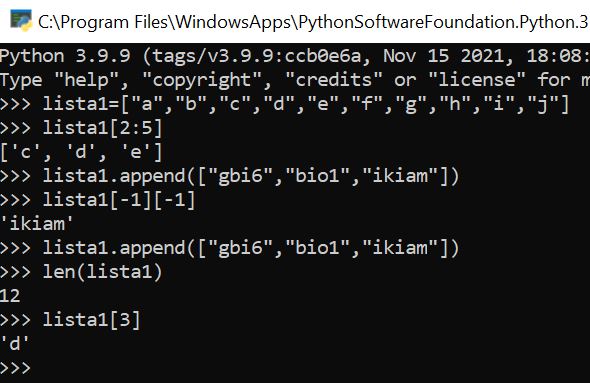 C:\Program Files\WindowsApps\PythonSoftwareFoundation.Python.3
Python 3.9.9 (tags/v3.9.9:ccb0e6a, Nov 15 2021, 18:08:
Type "help", "copyright", "credits" or "license" for m
>>> lista1=["a","b","c","d","e","f","g","h","i","j"]
>>> lista1[2:5]
['c', 'd', 'e']
>>> lista1.append(["gbi6","bio1","ikiam"])
>>> lista1[-1][-1]
'ikiam'
>>> lista1.append(["gbi6","bio1","ikiam"])
>>> len(lista1)
12
>>> lista1[3]
'd'
>>>